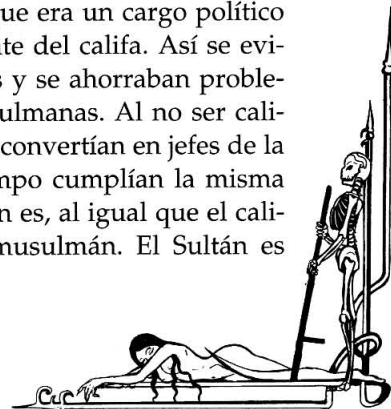 ue era un cargo político
te del califa. Así se evi-
s y se ahorraban proble-
ulmanas. Al no ser cali-
convertían en jefes de la
mpo cumplían la misma
n es, al igual que el cali-
musulmán. El Sultán es